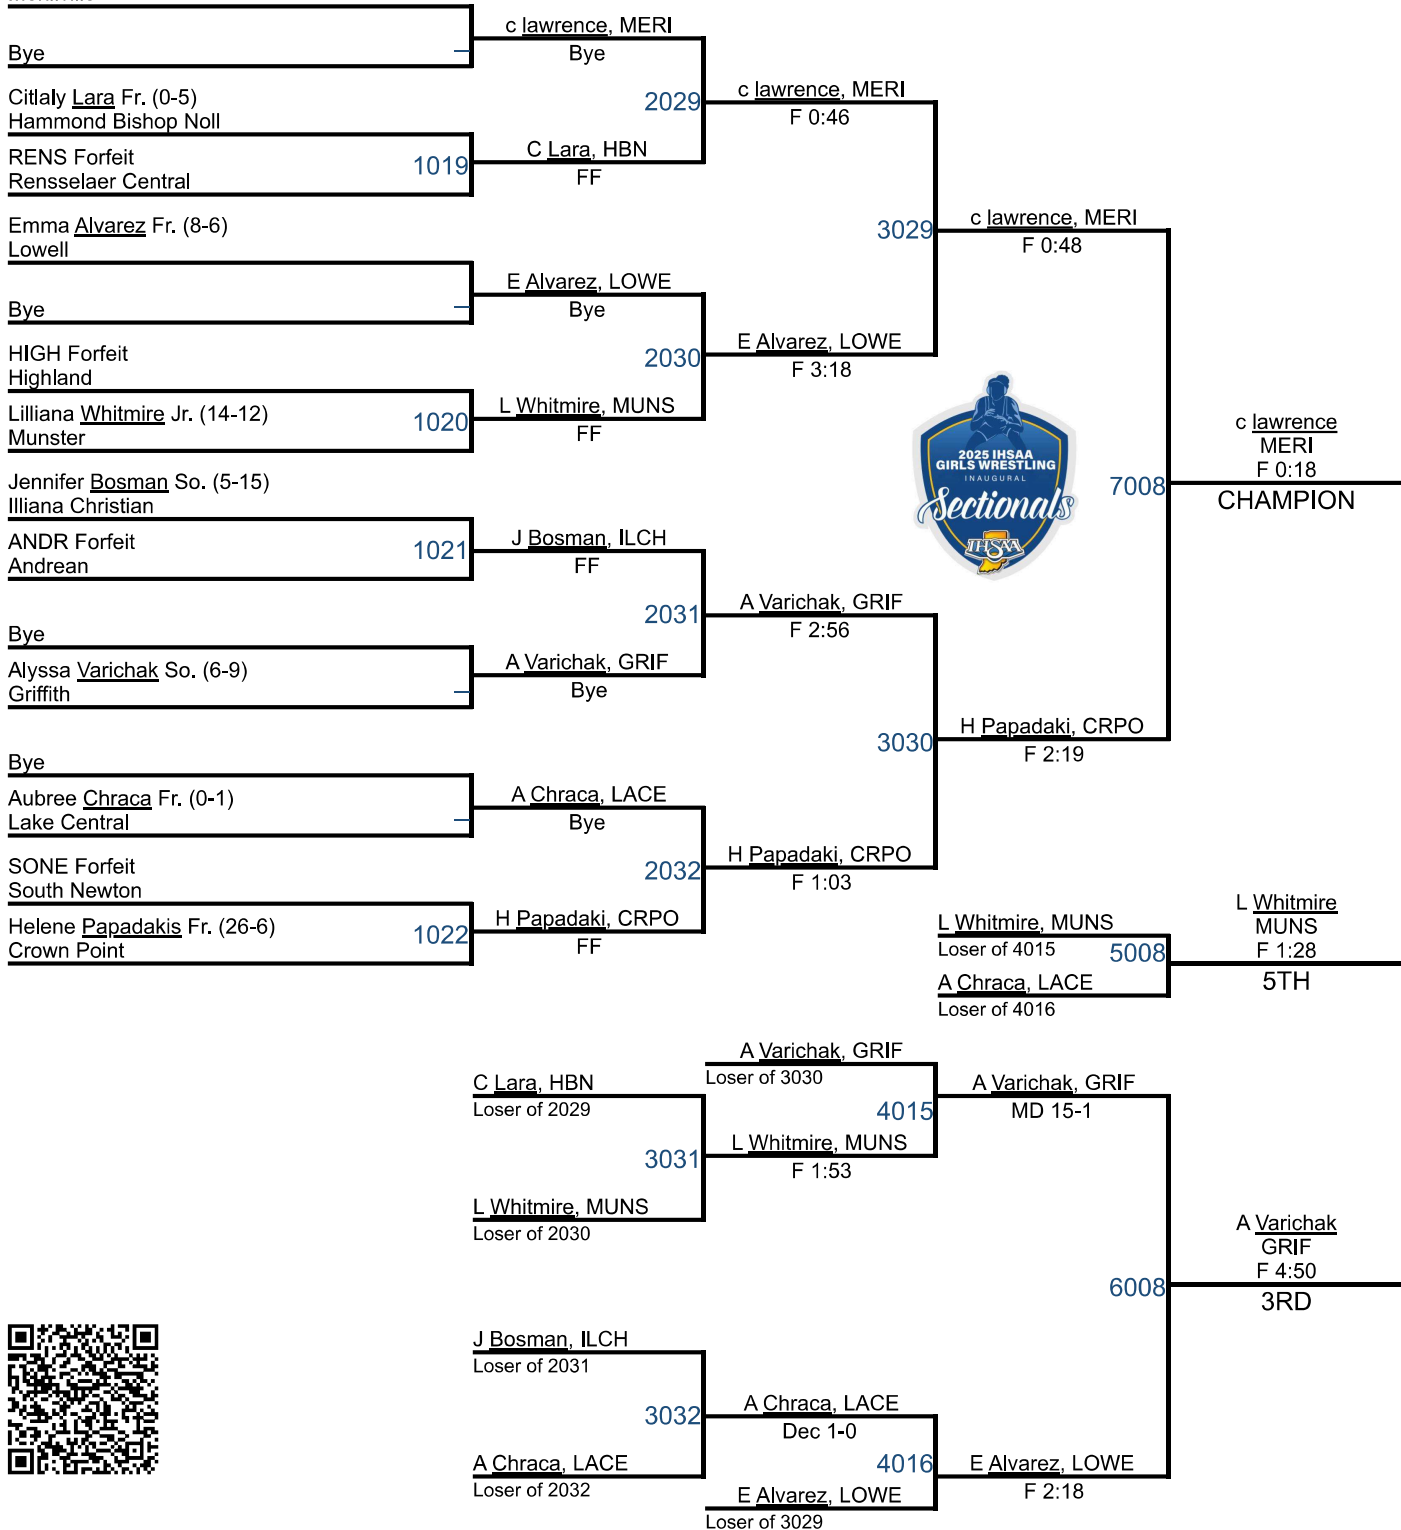 Bye
c lawrence, MERI
Bye
Citlaly Lara Fr. (0-5)
Hammond Bishop Noll
2029
c lawrence, MERI
F 0:46
RENS Forfeit
Rensselaer Central
1019
C Lara, HBN
FF
Emma Alvarez Fr. (8-6)
Lowell
3029
c lawrence, MERI
F 0:48
Bye
E Alvarez, LOWE
Bye
HIGH Forfeit
Highland
2030
E Alvarez, LOWE
F 3:18
Lilliana Whitmire Jr. (14-12)
Munster
1020
L Whitmire, MUNS
FF
2025 IHSAA
GIRLS WRESTLING
INAUGURAL
Sectionals
IHSAA
7008
c lawrence
MERI
F 0:18
CHAMPION
Jennifer Bosman So. (5-15)
Illiana Christian
ANDR Forfeit
Andrean
1021
J Bosman, ILCH
FF
2031
A Varichak, GRIF
F 2:56
Bye
Alyssa Varichak So. (6-9)
Griffith
A Varichak, GRIF
Bye
3030
H Papadaki, CRPO
F 2:19
Bye
Aubree Chraca Fr. (0-1)
Lake Central
A Chraca, LACE
Bye
SONE Forfeit
South Newton
2032
H Papadaki, CRPO
F 1:03
Helene Papadakis Fr. (26-6)
Crown Point
1022
H Papadaki, CRPO
FF
L Whitmire, MUNS
Loser of 4015
5008
A Chraca, LACE
Loser of 4016
L Whitmire
MUNS
F 1:28
5TH
A Varichak, GRIF
Loser of 3030
C Lara, HBN
Loser of 2029
4015
A Varichak, GRIF
MD 15-1
3031
L Whitmire, MUNS
F 1:53
L Whitmire, MUNS
Loser of 2030
6008
A Varichak
GRIF
F 4:50
3RD
J Bosman, ILCH
Loser of 2031
3032
A Chraca, LACE
Dec 1-0
A Chraca, LACE
Loser of 2032
4016
E Alvarez, LOWE
F 2:18
E Alvarez, LOWE
Loser of 3029